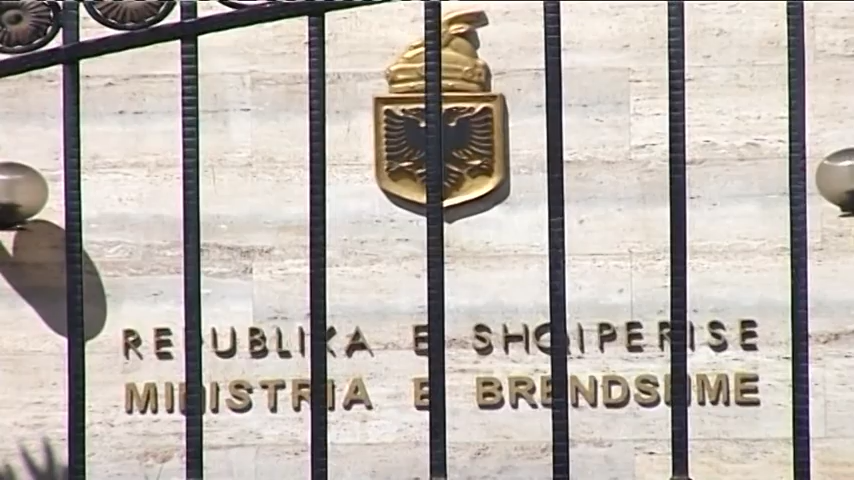 REPUBLIKA E SHQIPERISE
MINISTRIA E BRENDSHME